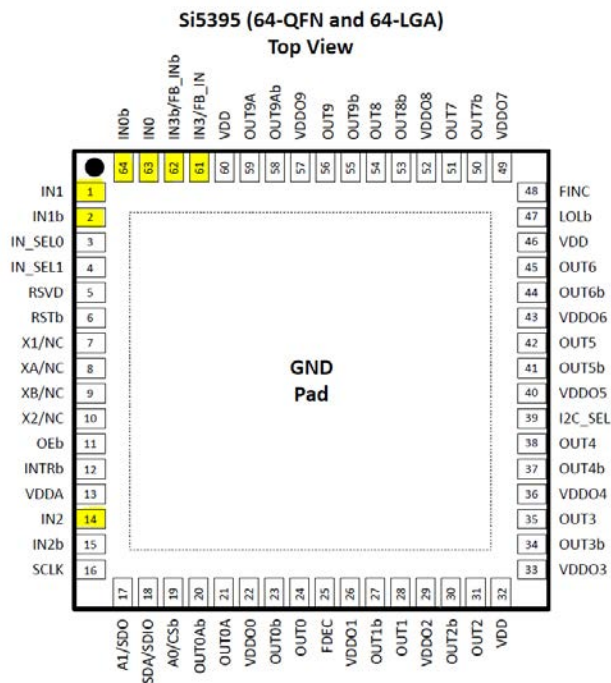 Si5395 (64-QFN and 64-LGA)
Top View
IN0b
IN0
IN3b/FB_INb
IN3/FB_IN
VDD
OUT9A
OUT9Ab
VDDO9
OUT9
OUT9b
OUT8
OUT8b
VDDO8
OUT7
OUT7b
VDDO7
64
63
62
61
60
59
58
57
56
55
54
53
52
51
50
49
IN1 1
IN1b 2
IN_SEL0 3
IN_SEL1 4
RSVD 5
RSTb 6
X1/NC 7
XA/NC 8
XB/NC 9
X2/NC 10
OEb 11
INTRb 12
VDDA 13
IN2 14
IN2b 15
SCLK 16
GND
Pad
48 FINC
47 LOLb
46 VDD
45 OUT6
44 OUT6b
43 VDDO6
42 OUT5
41 OUT5b
40 VDDO5
39 I2C_SEL
38 OUT4
37 OUT4b
36 VDDO4
35 OUT3
34 OUT3b
33 VDDO3
17
18
19
20
21
22
23
24
25
26
27
28
29
30
31
32
A1/SDO
SDA/SDIO
A0/CSb
OUT0Ab
OUT0A
VDDO0
OUT0b
OUT0
FDEC
VDDO1
OUT1b
OUT1
VDDO2
OUT2b
OUT2
VDD